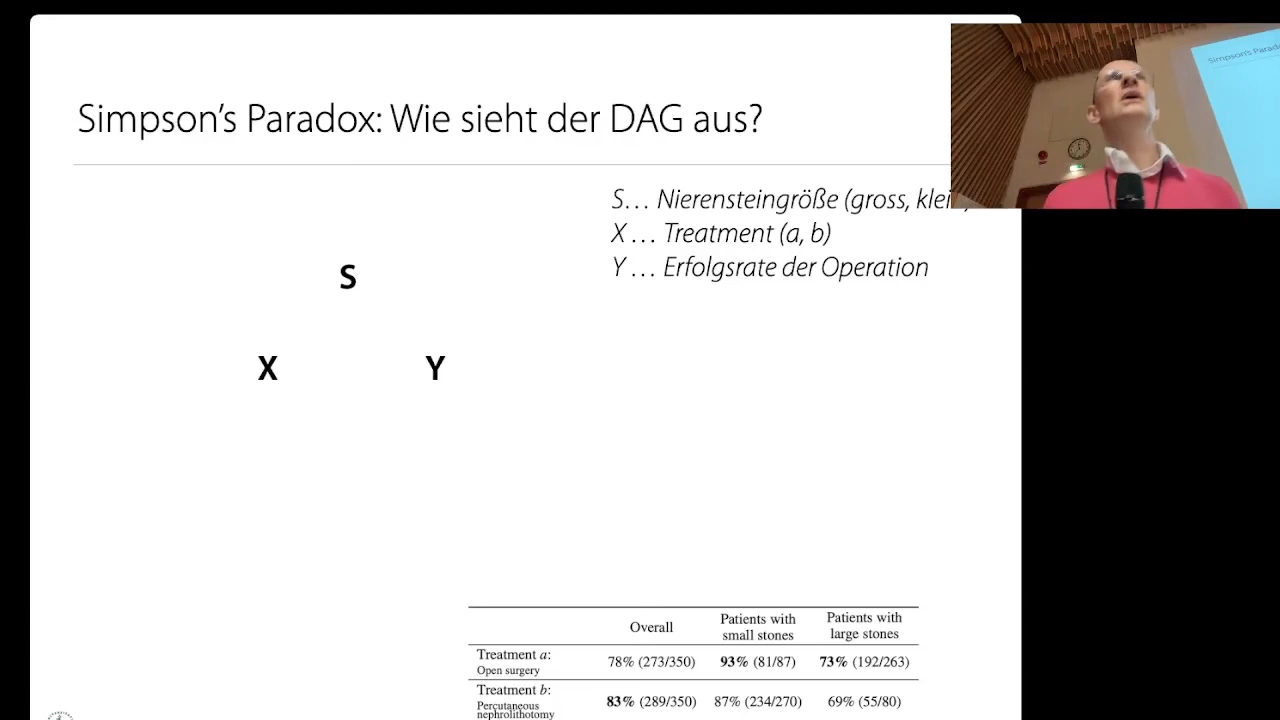 Simpson's Paradox: Wie sieht der DAG aus?
S… Nierensteingröße (gross,
X … Treatment (a, b)
Y … Erfolgsrate der Operation
S
X Y
Overall Patients with small stones Patients with large stones
Treatment a: Open surgery 78% (273/350) 93% (81/87) 73% (192/263)
Treatment b: Percutaneous nephrolithotomy 83% (289/350) 87% (234/270) 69% (55/80)
Simpson's